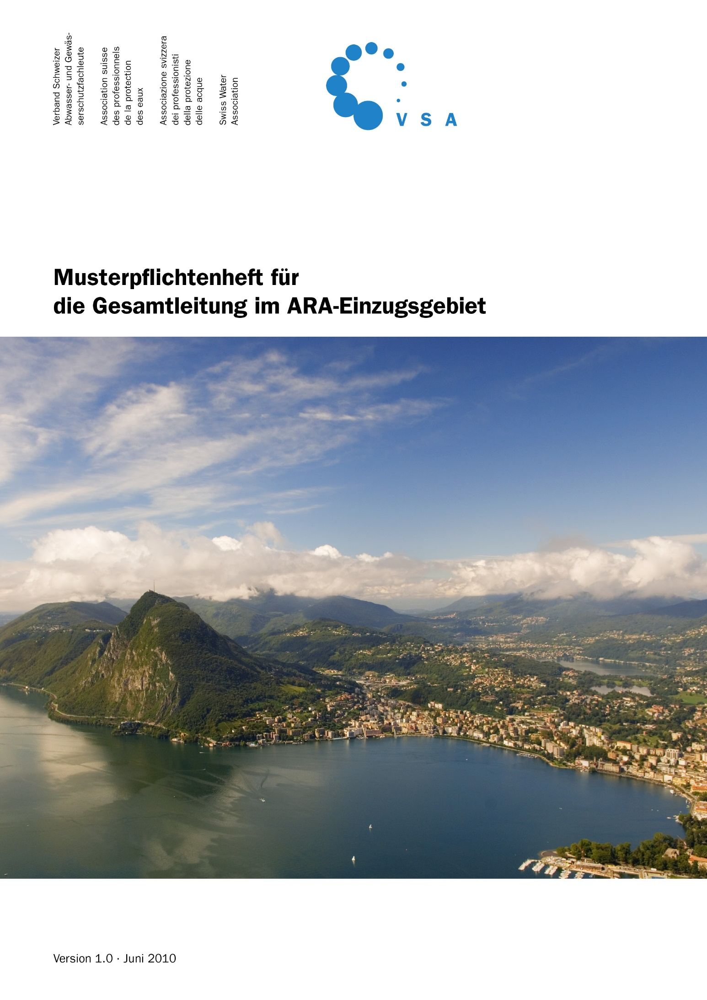 Verband Schweizer
Abwasser- und Gewäs-
serschutzfachleute
Association suisse
des professionnels
de la protection
des eaux
Associazione svizzera
dei professionisti
della protezione
delle acque
Swiss Water
Association
V S A
Musterpflichtenheft für
die Gesamtleitung im ARA-Einzugsgebiet
Version 1.0 · Juni 2010